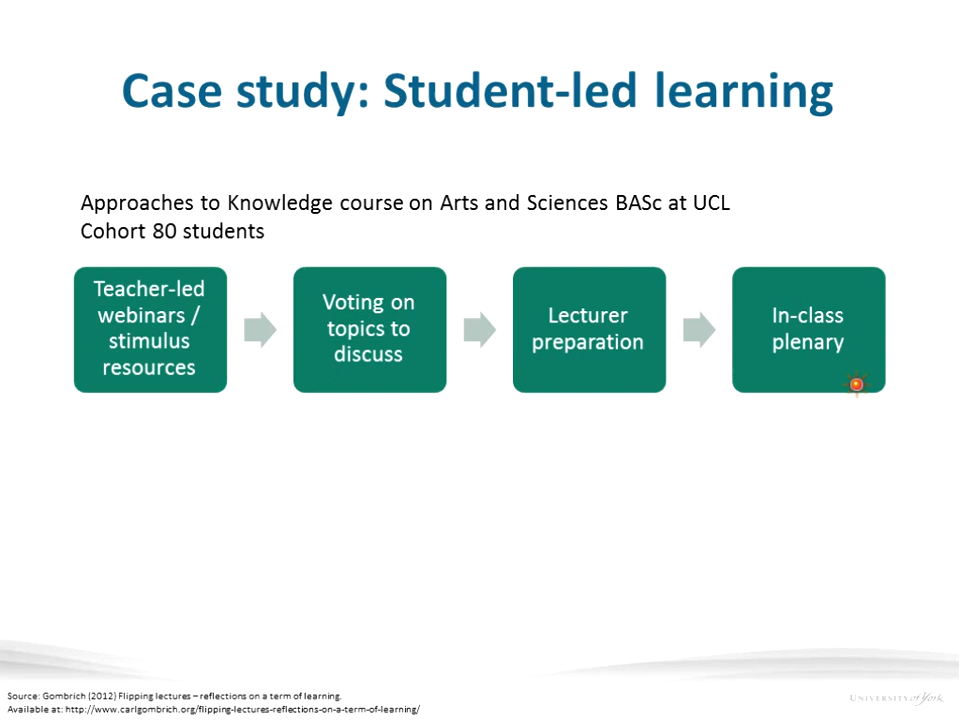 Case study: Student-led learning
Approaches to Knowledge course on Arts and Sciences BASc at UCL
Cohort 80 students
Teacher-led
webinars /
stimulus
resources
Voting on
topics to
discuss
Lecturer
preparation
In-class
plenary
Source: Gombrich (2012) Flipping lectures – reflections on a term of learning.
Available at: http://www.carlgombrich.org/flipping-lectures-reflections-on-a-term-of-learning/
UNIVERSITY of York